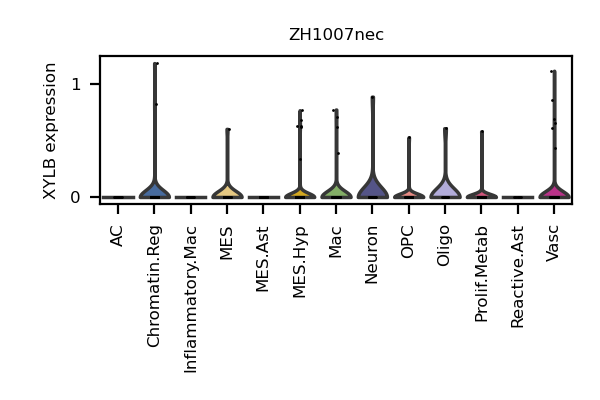 ZH1007nec
XYLB expression
1
0
AC
Chromatin.Reg
Inflammatory.Mac
MES
MES.Ast
MES.Hyp
Mac
Neuron
OPC
Oligo
Prolif.Metab
Reactive.Ast
Vasc